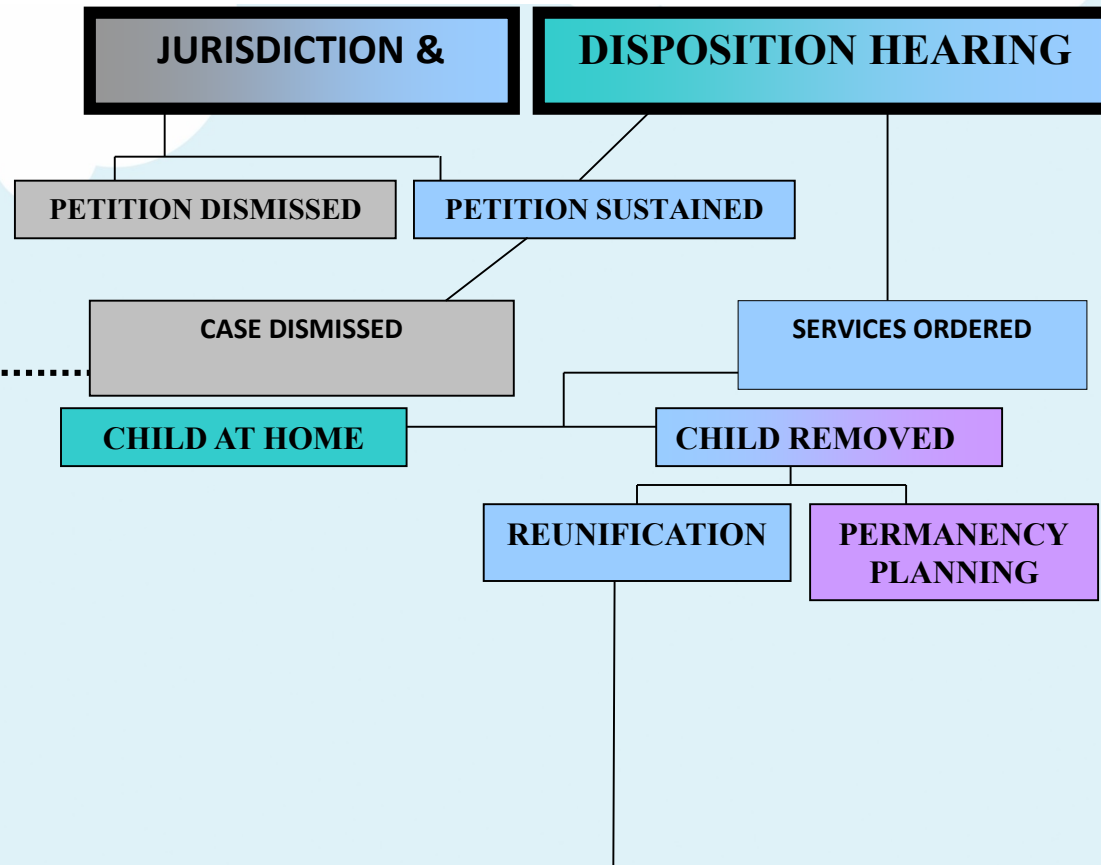 JURISDICTION &
DISPOSITION HEARING
PETITION DISMISSED
PETITION SUSTAINED
CASE DISMISSED
SERVICES ORDERED
CHILD AT HOME
CHILD REMOVED
REUNIFICATION
PERMANENCY
PLANNING